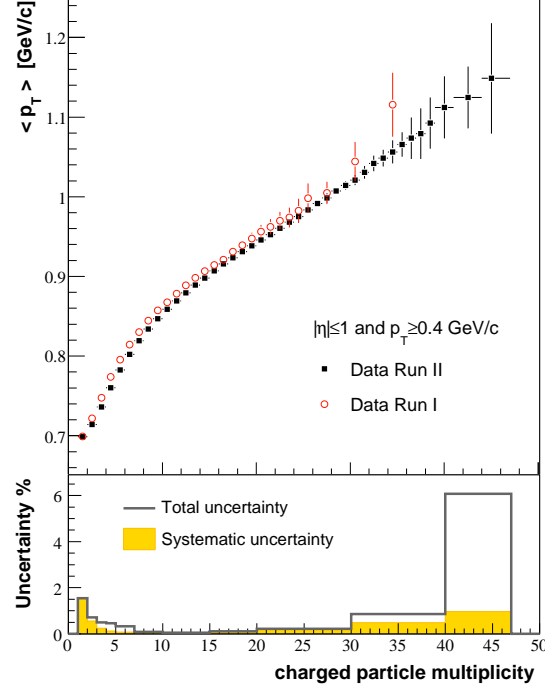 < p_T > [GeV/c]
1.2
1.1
1
0.9
0.8
0.7
|η|≤1 and p_T≥0.4 GeV/c
Data Run II
Data Run I
Uncertainty %
6
4
2
0
Total uncertainty
Systematic uncertainty
0 5 10 15 20 25 30 35 40 45 50
charged particle multiplicity